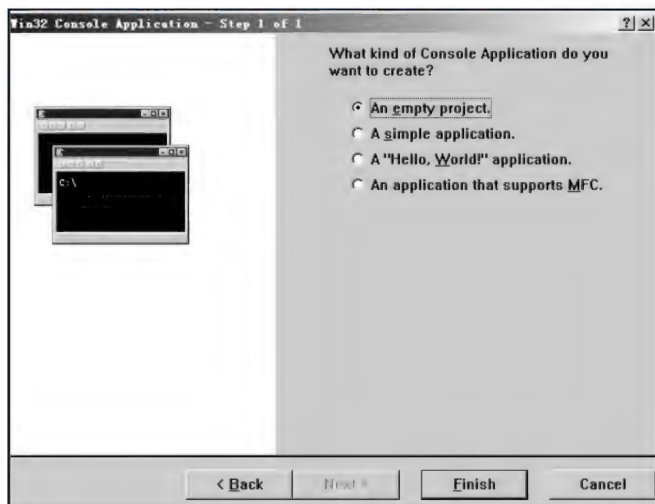 Win32 Console Application - Step 1 of 1
What kind of Console Application do you
want to create?
An empty project.
A simple application.
A "Hello, World!" application.
An application that supports MFC.
C:\
< Back
Next >
Finish
Cancel